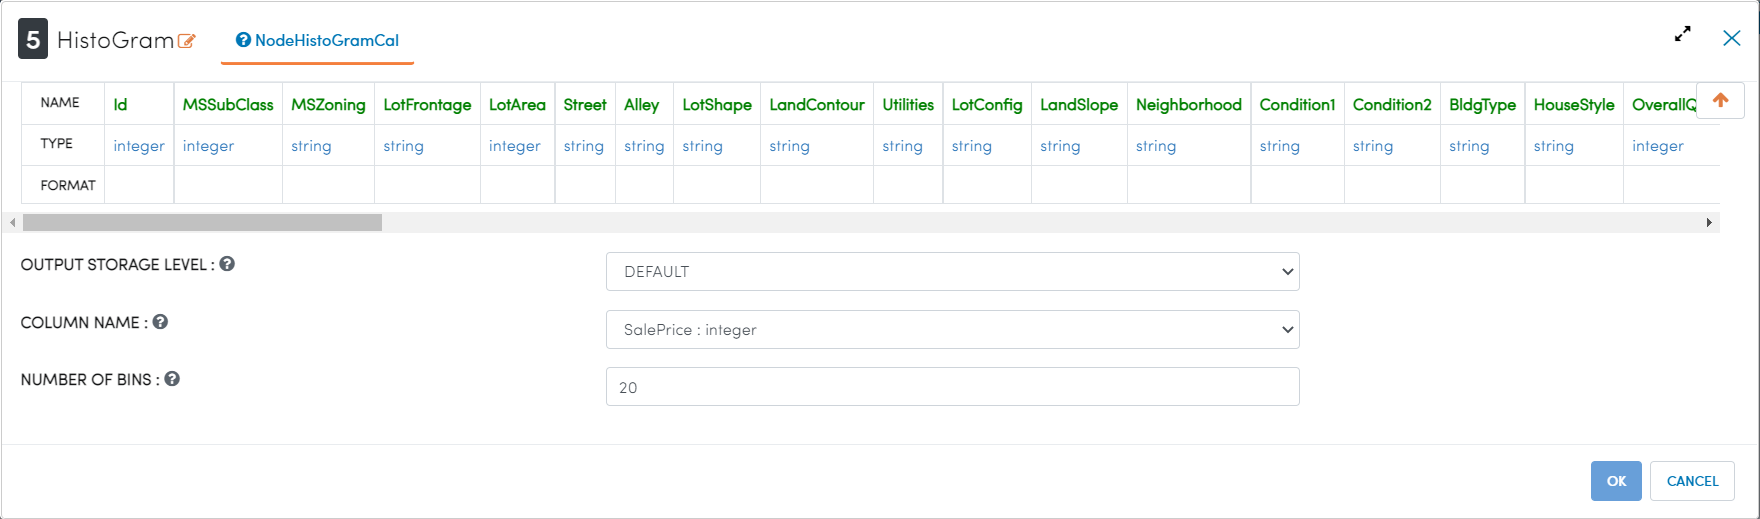 5 HistoGram NodeHistoGramCal
NAME Id MSSubClass MSZoning LotFrontage LotArea Street Alley LotShape LandContour Utilities LotConfig LandSlope Neighborhood Condition1 Condition2 BldgType HouseStyle OverallQ
TYPE integer integer string string integer string string string string string string string string string string string string integer
FORMAT
OUTPUT STORAGE LEVEL : DEFAULT
COLUMN NAME : SalePrice : integer
NUMBER OF BINS : 20
OK CANCEL